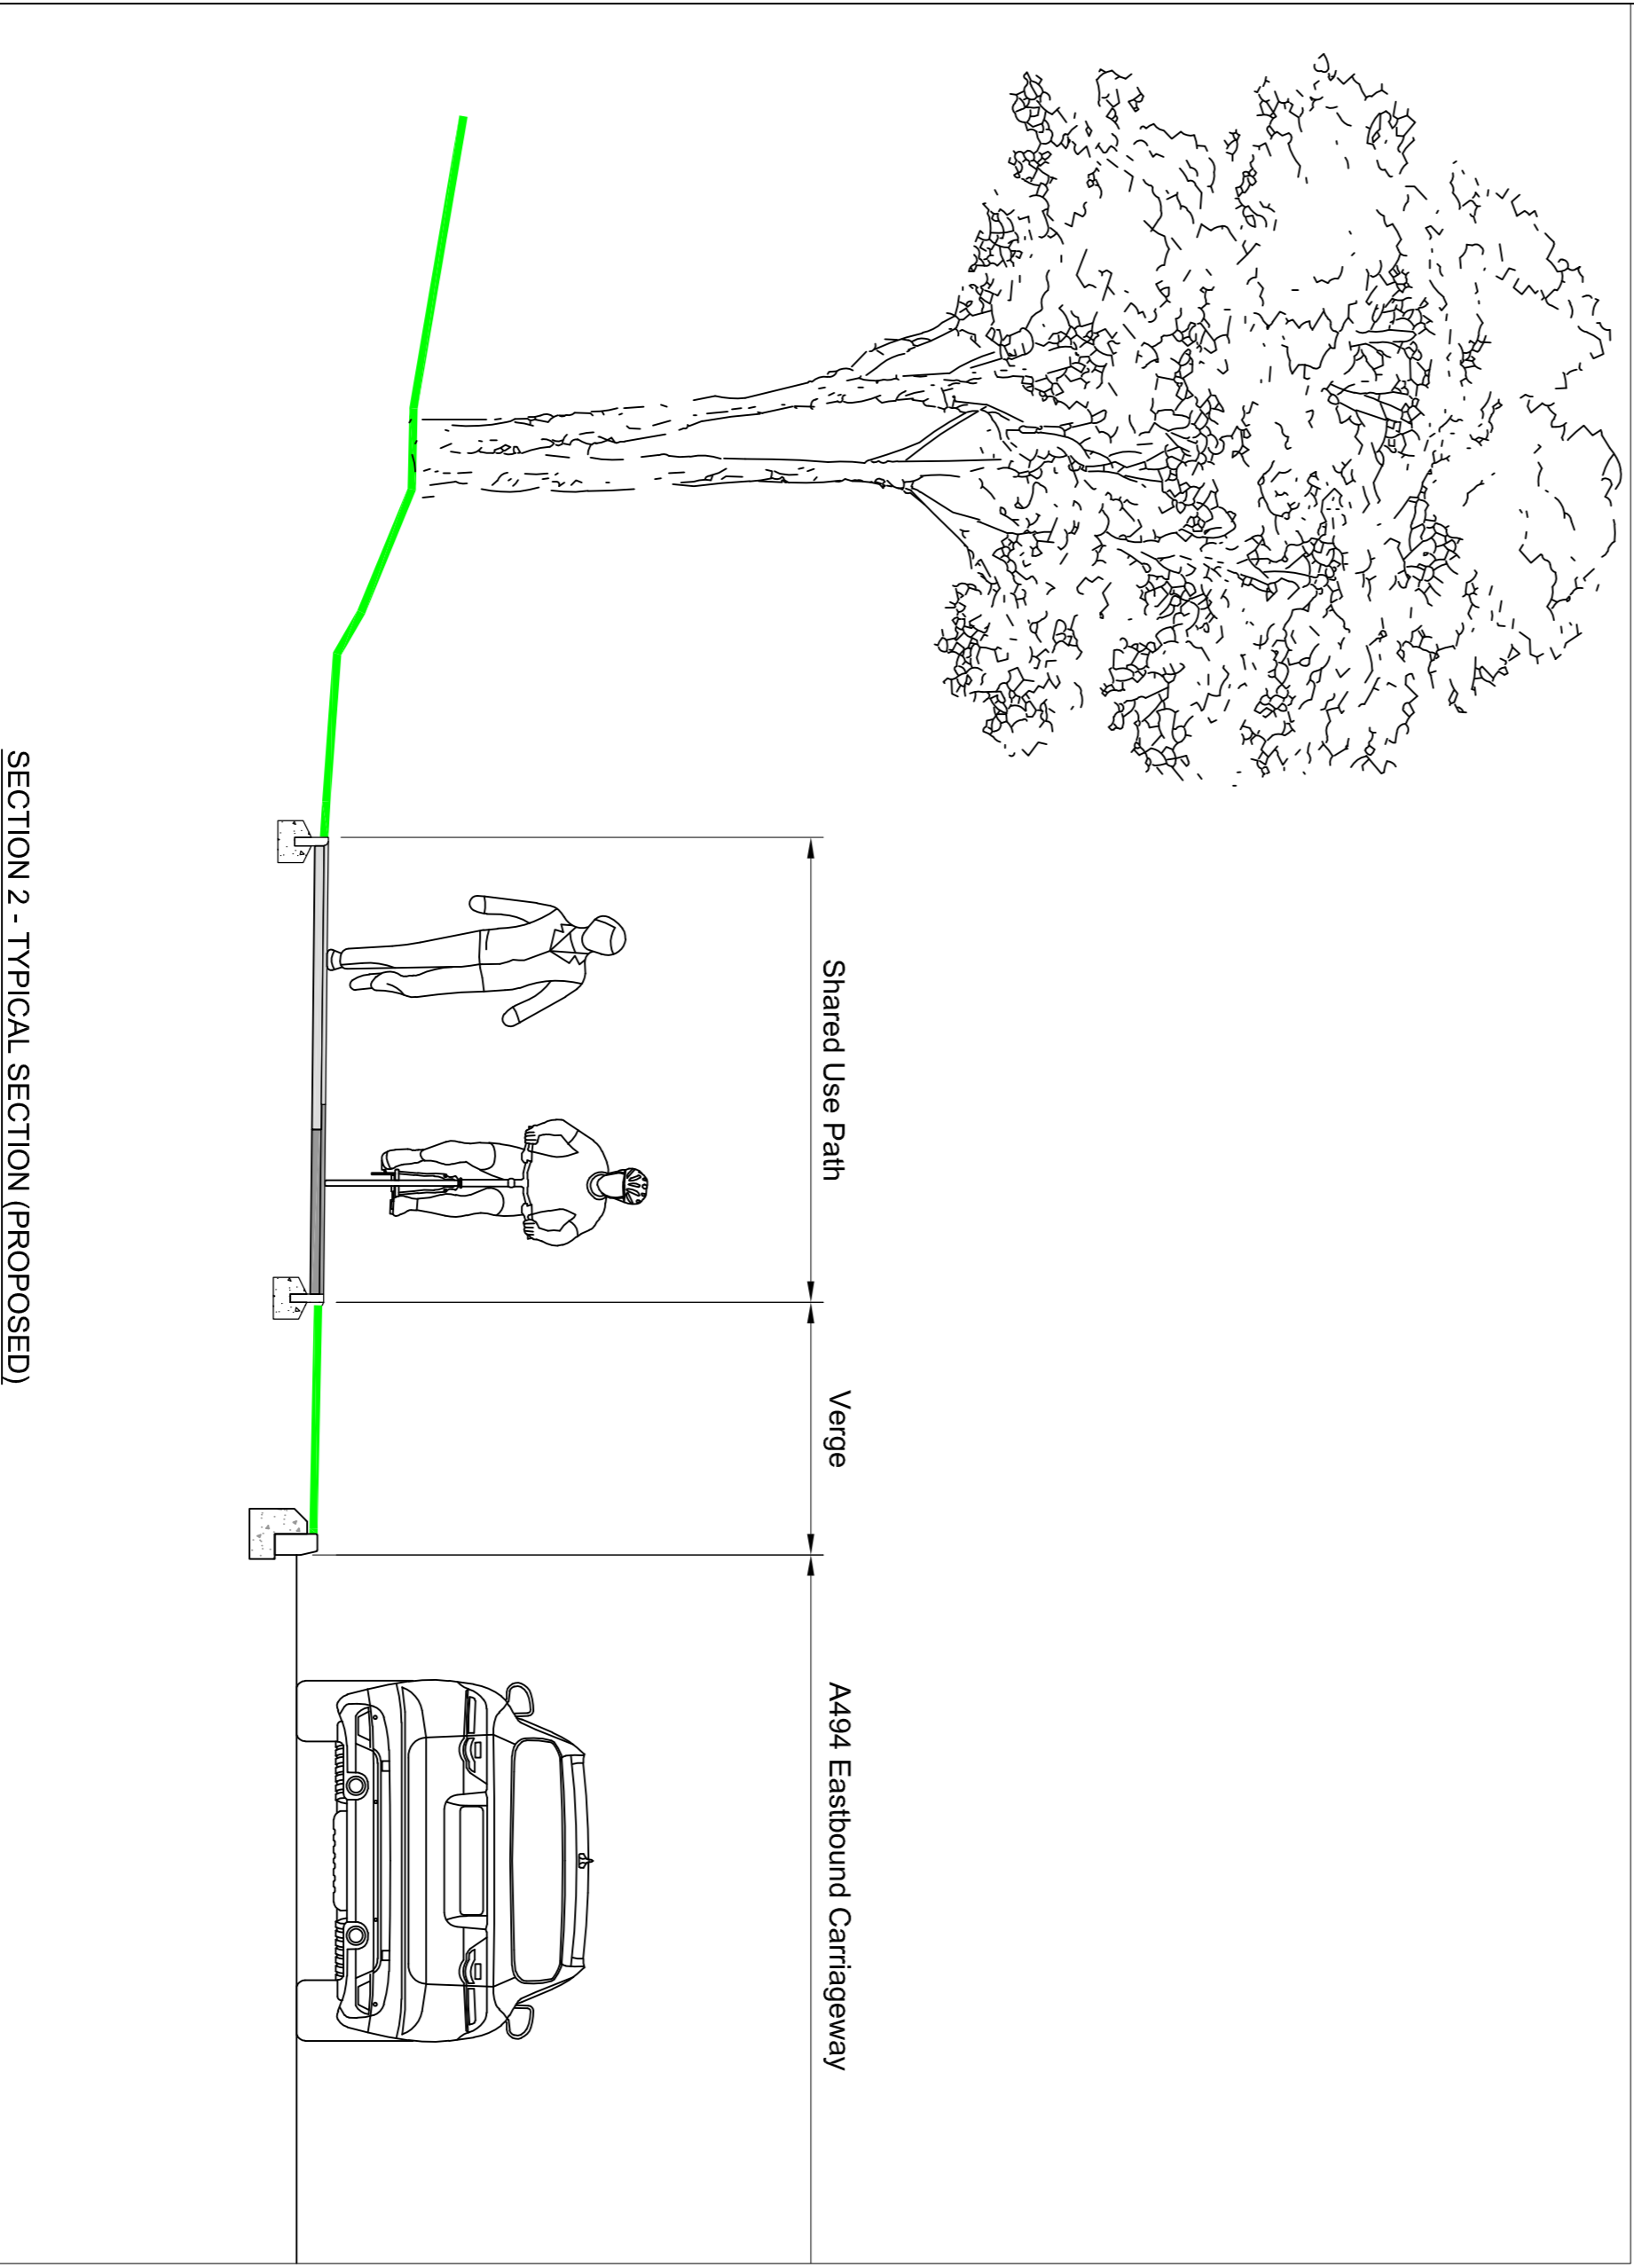 Shared Use Path
Verge
A494 Eastbound Carriageway
SECTION 2 - TYPICAL SECTION (PROPOSED)